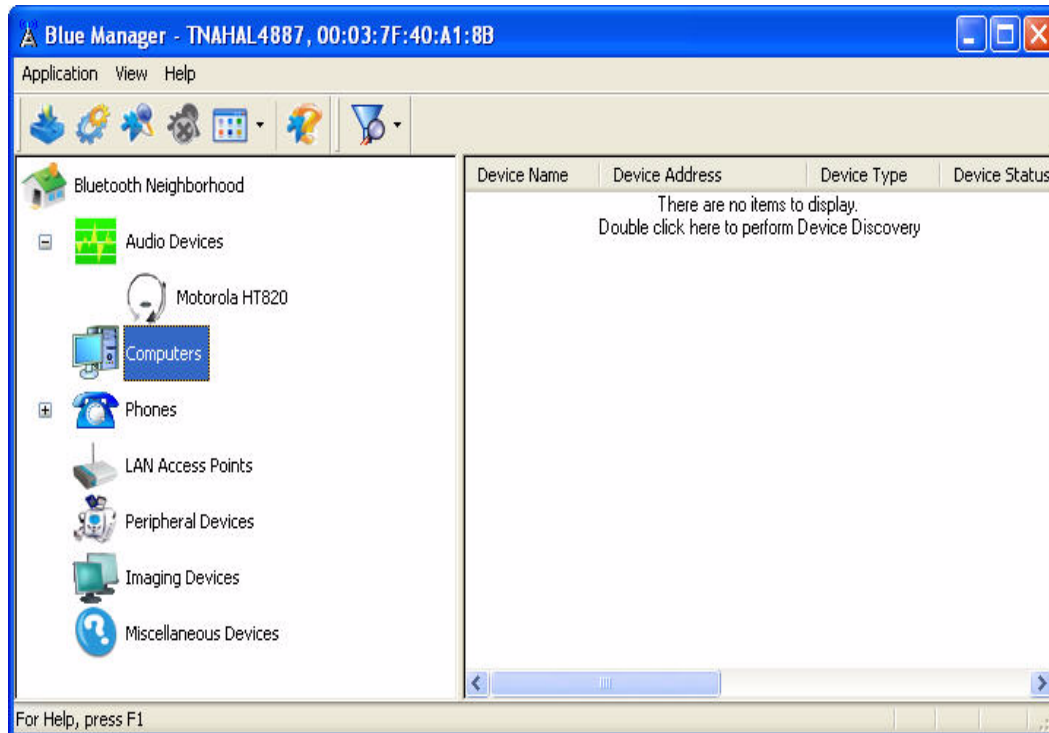 Blue Manager - TNAHAL4887, 00:03:7F:40:A1:8B
Application View Help
Bluetooth Neighborhood
Audio Devices
Motorola HT820
Computers
Phones
LAN Access Points
Peripheral Devices
Imaging Devices
Miscellaneous Devices
Device Name Device Address Device Type Device Status
There are no items to display.
Double click here to perform Device Discovery
For Help, press F1